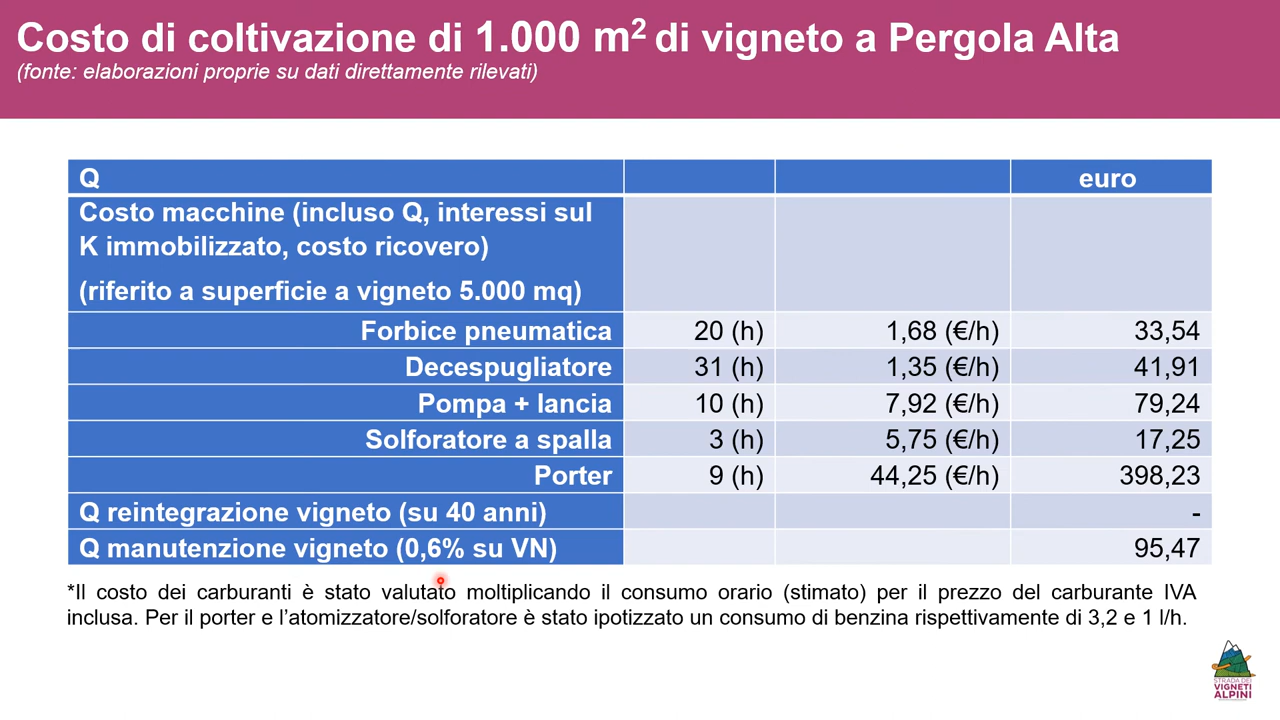 Costo di coltivazione di 1.000 m² di vigneto a Pergola Alta
(fonte: elaborazioni proprie su dati direttamente rilevati)
Q euro
Costo macchine (incluso Q, interessi sul
K immobilizzato, costo ricovero)
(riferito a superficie a vigneto 5.000 mq)
Forbice pneumatica 20 (h) 1,68 (€/h) 33,54
Decespugliatore 31 (h) 1,35 (€/h) 41,91
Pompa + lancia 10 (h) 7,92 (€/h) 79,24
Solforatore a spalla 3 (h) 5,75 (€/h) 17,25
Porter 9 (h) 44,25 (€/h) 398,23
Q reintegrazione vigneto (su 40 anni) -
Q manutenzione vigneto (0,6% su VN) 95,47
*Il costo dei carburanti è stato valutato moltiplicando il consumo orario (stimato) per il prezzo del carburante IVA
inclusa. Per il porter e l'atomizzatore/solforatore è stato ipotizzato un consumo di benzina rispettivamente di 3,2 e 1 l/h.
STRADA DEI
VIGNETI
ALPINI